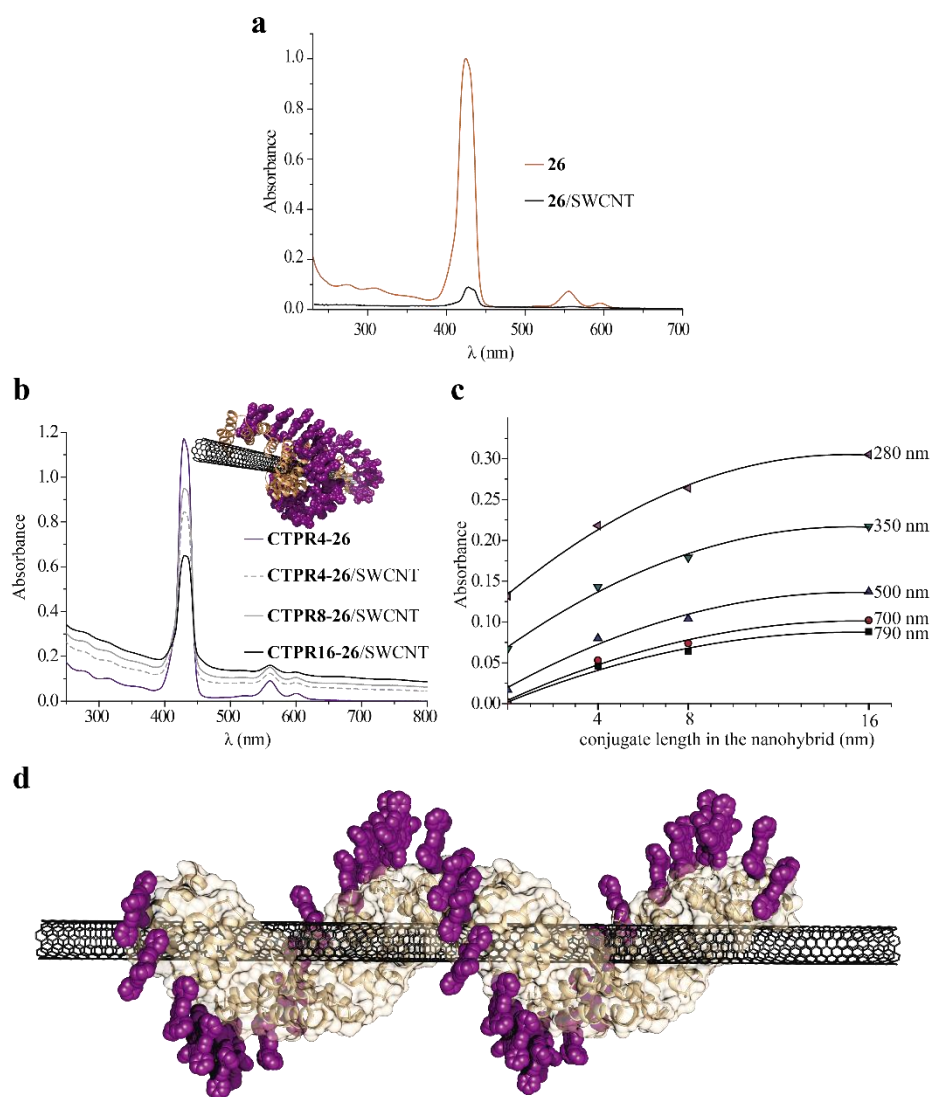 a
1.0
0.8
0.6
0.4
0.2
0.0
Absorbance
26
26/SWCNT
300
400
500
600
700
λ (nm)
b
1.2
1.0
0.8
0.6
0.4
0.2
0.0
Absorbance
CTPR4-26
CTPR4-26/SWCNT
CTPR8-26/SWCNT
CTPR16-26/SWCNT
300
400
500
600
700
800
λ (nm)
c
0.30
0.25
0.20
0.15
0.10
0.05
0.00
Absorbance
280 nm
350 nm
500 nm
700 nm
790 nm
4
8
16
conjugate length in the nanohybrid (nm)
d